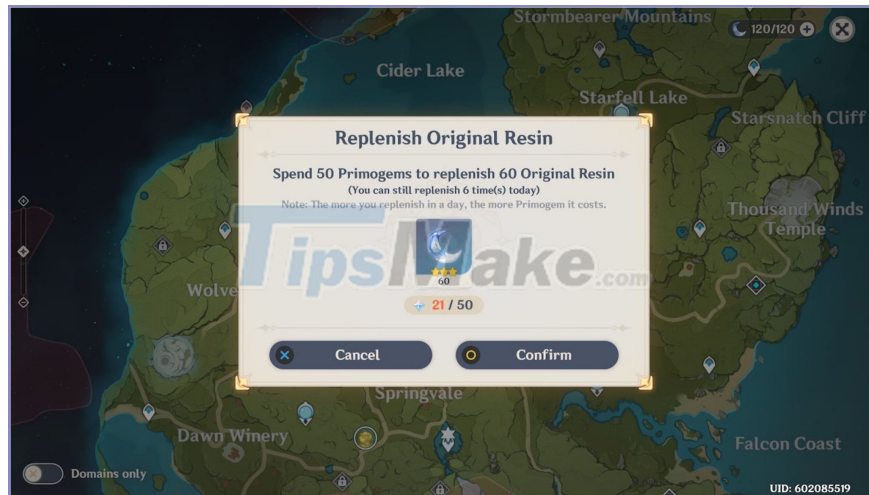 Stormbearer Mountains
120/120
Cider Lake
Starfell Lake
Starsnatch Cliff
Replenish Original Resin
Spend 50 Primogems to replenish 60 Original Resin
(You can still replenish 6 time(s) today)
Note: The more you replenish in a day, the more Primogem it costs.
Thousand Winds
Temple
TipsMake.com
60
Wolve
21 / 50
Cancel
Confirm
Springvale
Dawn Winery
Falcon Coast
Domains only
UID: 602085519